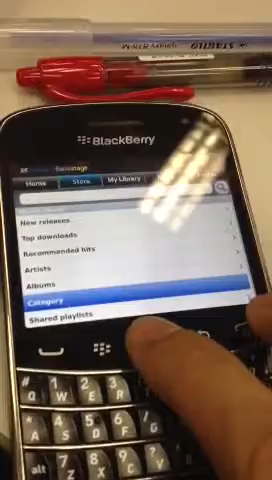 STABILO
BlackBerry
Backstage
Home Store My Library
New releases
Top downloads
Recommended hits
Artists
Albums
Category
Shared playlists
# 1 2 3
Q W E R
* 4 5 6 /
A S D F G
alt 7 8 9
Z X C V